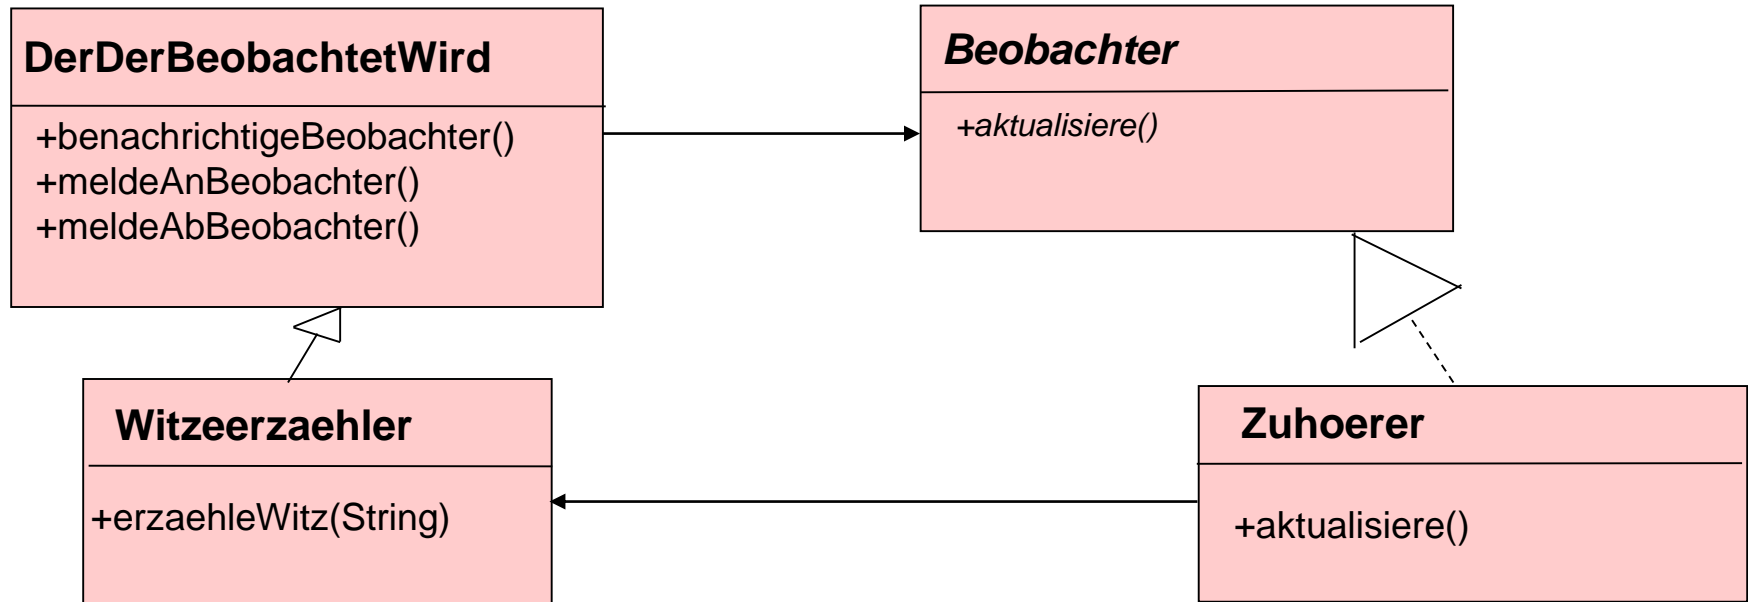 DerDerBeobachtetWird
+benachrichtigeBeobachter()
+meldeAnBeobachter()
+meldeAbBeobachter()
Beobachter
+aktualisiere()
Witzeerzaehler
+erzaehleWitz(String)
Zuhoerer
+aktualisiere()